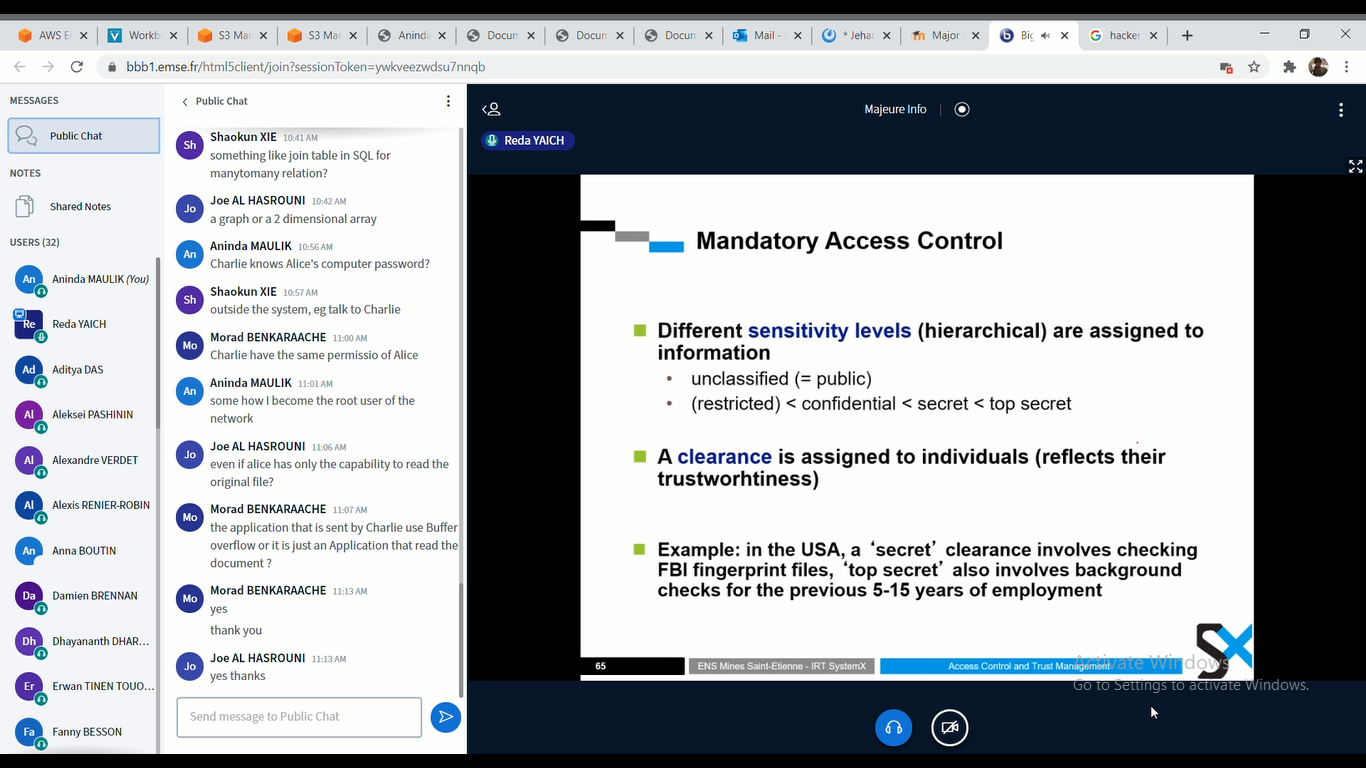 AWS E
Workb
S3 Ma
S3 Ma
Aninda
Docum
Docum
Docum
Mail -
* Jehac
Major
Big
hacker
bbb1.emse.fr/html5client/join?sessionToken=ywkveezwdsu7nnqb
MESSAGES
Public Chat
NOTES
Shared Notes
USERS (32)
An
Aninda MAULIK (You)
Re
Reda YAICH
Ad
Aditya DAS
Al
Aleksei PASHININ
Al
Alexandre VERDET
Al
Alexis RENIER-ROBIN
An
Anna BOUTIN
Da
Damien BRENNAN
Dh
Dhayananth DHAR...
Er
Erwan TINEN TOUO...
Fa
Fanny BESSON
Public Chat
Sh
Shaokun XIE 10:41 AM
something like join table in SQL for
manytomany relation?
Jo
Joe AL HASROUNI 10:42 AM
a graph or a 2 dimensional array
An
Aninda MAULIK 10:56 AM
Charlie knows Alice's computer password?
Sh
Shaokun XIE 10:57 AM
outside the system, eg talk to Charlie
Mo
Morad BENKARAACHE 11:00 AM
Charlie have the same permissio of Alice
An
Aninda MAULIK 11:01 AM
some how I become the root user of the
network
Jo
Joe AL HASROUNI 11:06 AM
even if alice has only the capability to read the
original file?
Mo
Morad BENKARAACHE 11:07 AM
the application that is sent by Charlie use Buffer
overflow or it is just an Application that read the
document ?
Mo
Morad BENKARAACHE 11:13 AM
yes
thank you
Jo
Joe AL HASROUNI 11:13 AM
yes thanks
Send message to Public Chat
Majeure Info
Reda YAICH
Mandatory Access Control
Different sensitivity levels (hierarchical) are assigned to
information
• unclassified (= public)
• (restricted) < confidential < secret < top secret
A clearance is assigned to individuals (reflects their
trustworhtiness)
Example: in the USA, a ‘secret’ clearance involves checking
FBI fingerprint files, ‘top secret’ also involves background
checks for the previous 5-15 years of employment
SX
65
ENS Mines Saint-Etienne - IRT SystemX
Access Control and Trust Management
Activate Windows
Go to Settings to activate Windows.